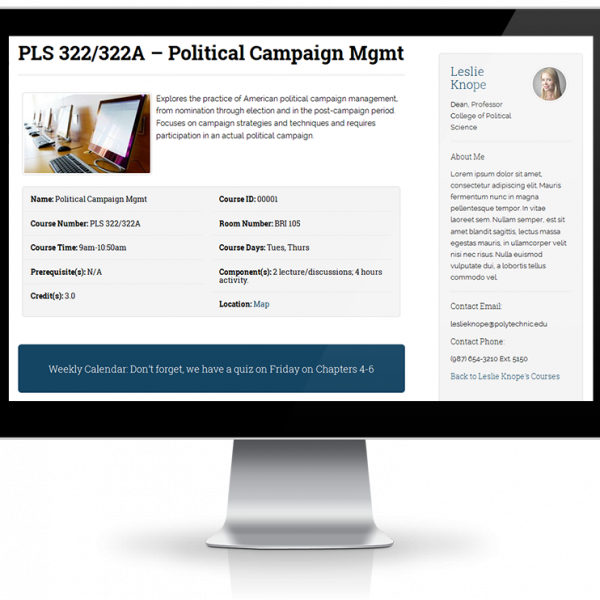 PLS 322/322A – Political Campaign Mgmt
Explores the practice of American political campaign management,
from nomination through election and in the post-campaign period.
Focuses on campaign strategies and techniques and requires
participation in an actual political campaign.
Name: Political Campaign Mgmt
Course ID: 00001
Course Number: PLS 322/322A
Room Number: BRI 105
Course Time: 9am-10:50am
Course Days: Tues, Thurs
Prerequisite(s): N/A
Component(s): 2 lecture/discussions; 4 hours
activity.
Credit(s): 3.0
Location: Map
Weekly Calendar: Don't forget, we have a quiz on Friday on Chapters 4-6
Leslie
Knope
Dean, Professor
College of Political
Science
About Me
Lorem ipsum dolor sit amet,
consectetur adipiscing elit. Mauris
fermentum nunc in magna
pellentesque tempor. In vitae
laoreet sem. Nullam semper, est sit
amet blandit sagittis, lectus massa
egestas mauris, in ullamcorper velit
nisi nec risus. Nulla euismod
vulputate dui, a lobortis tellus
commodo vel.
Contact Email:
leslieknope@polytechnic.edu
Contact Phone:
(987) 654-3210 Ext. 5150
Back to Leslie Knope's Courses